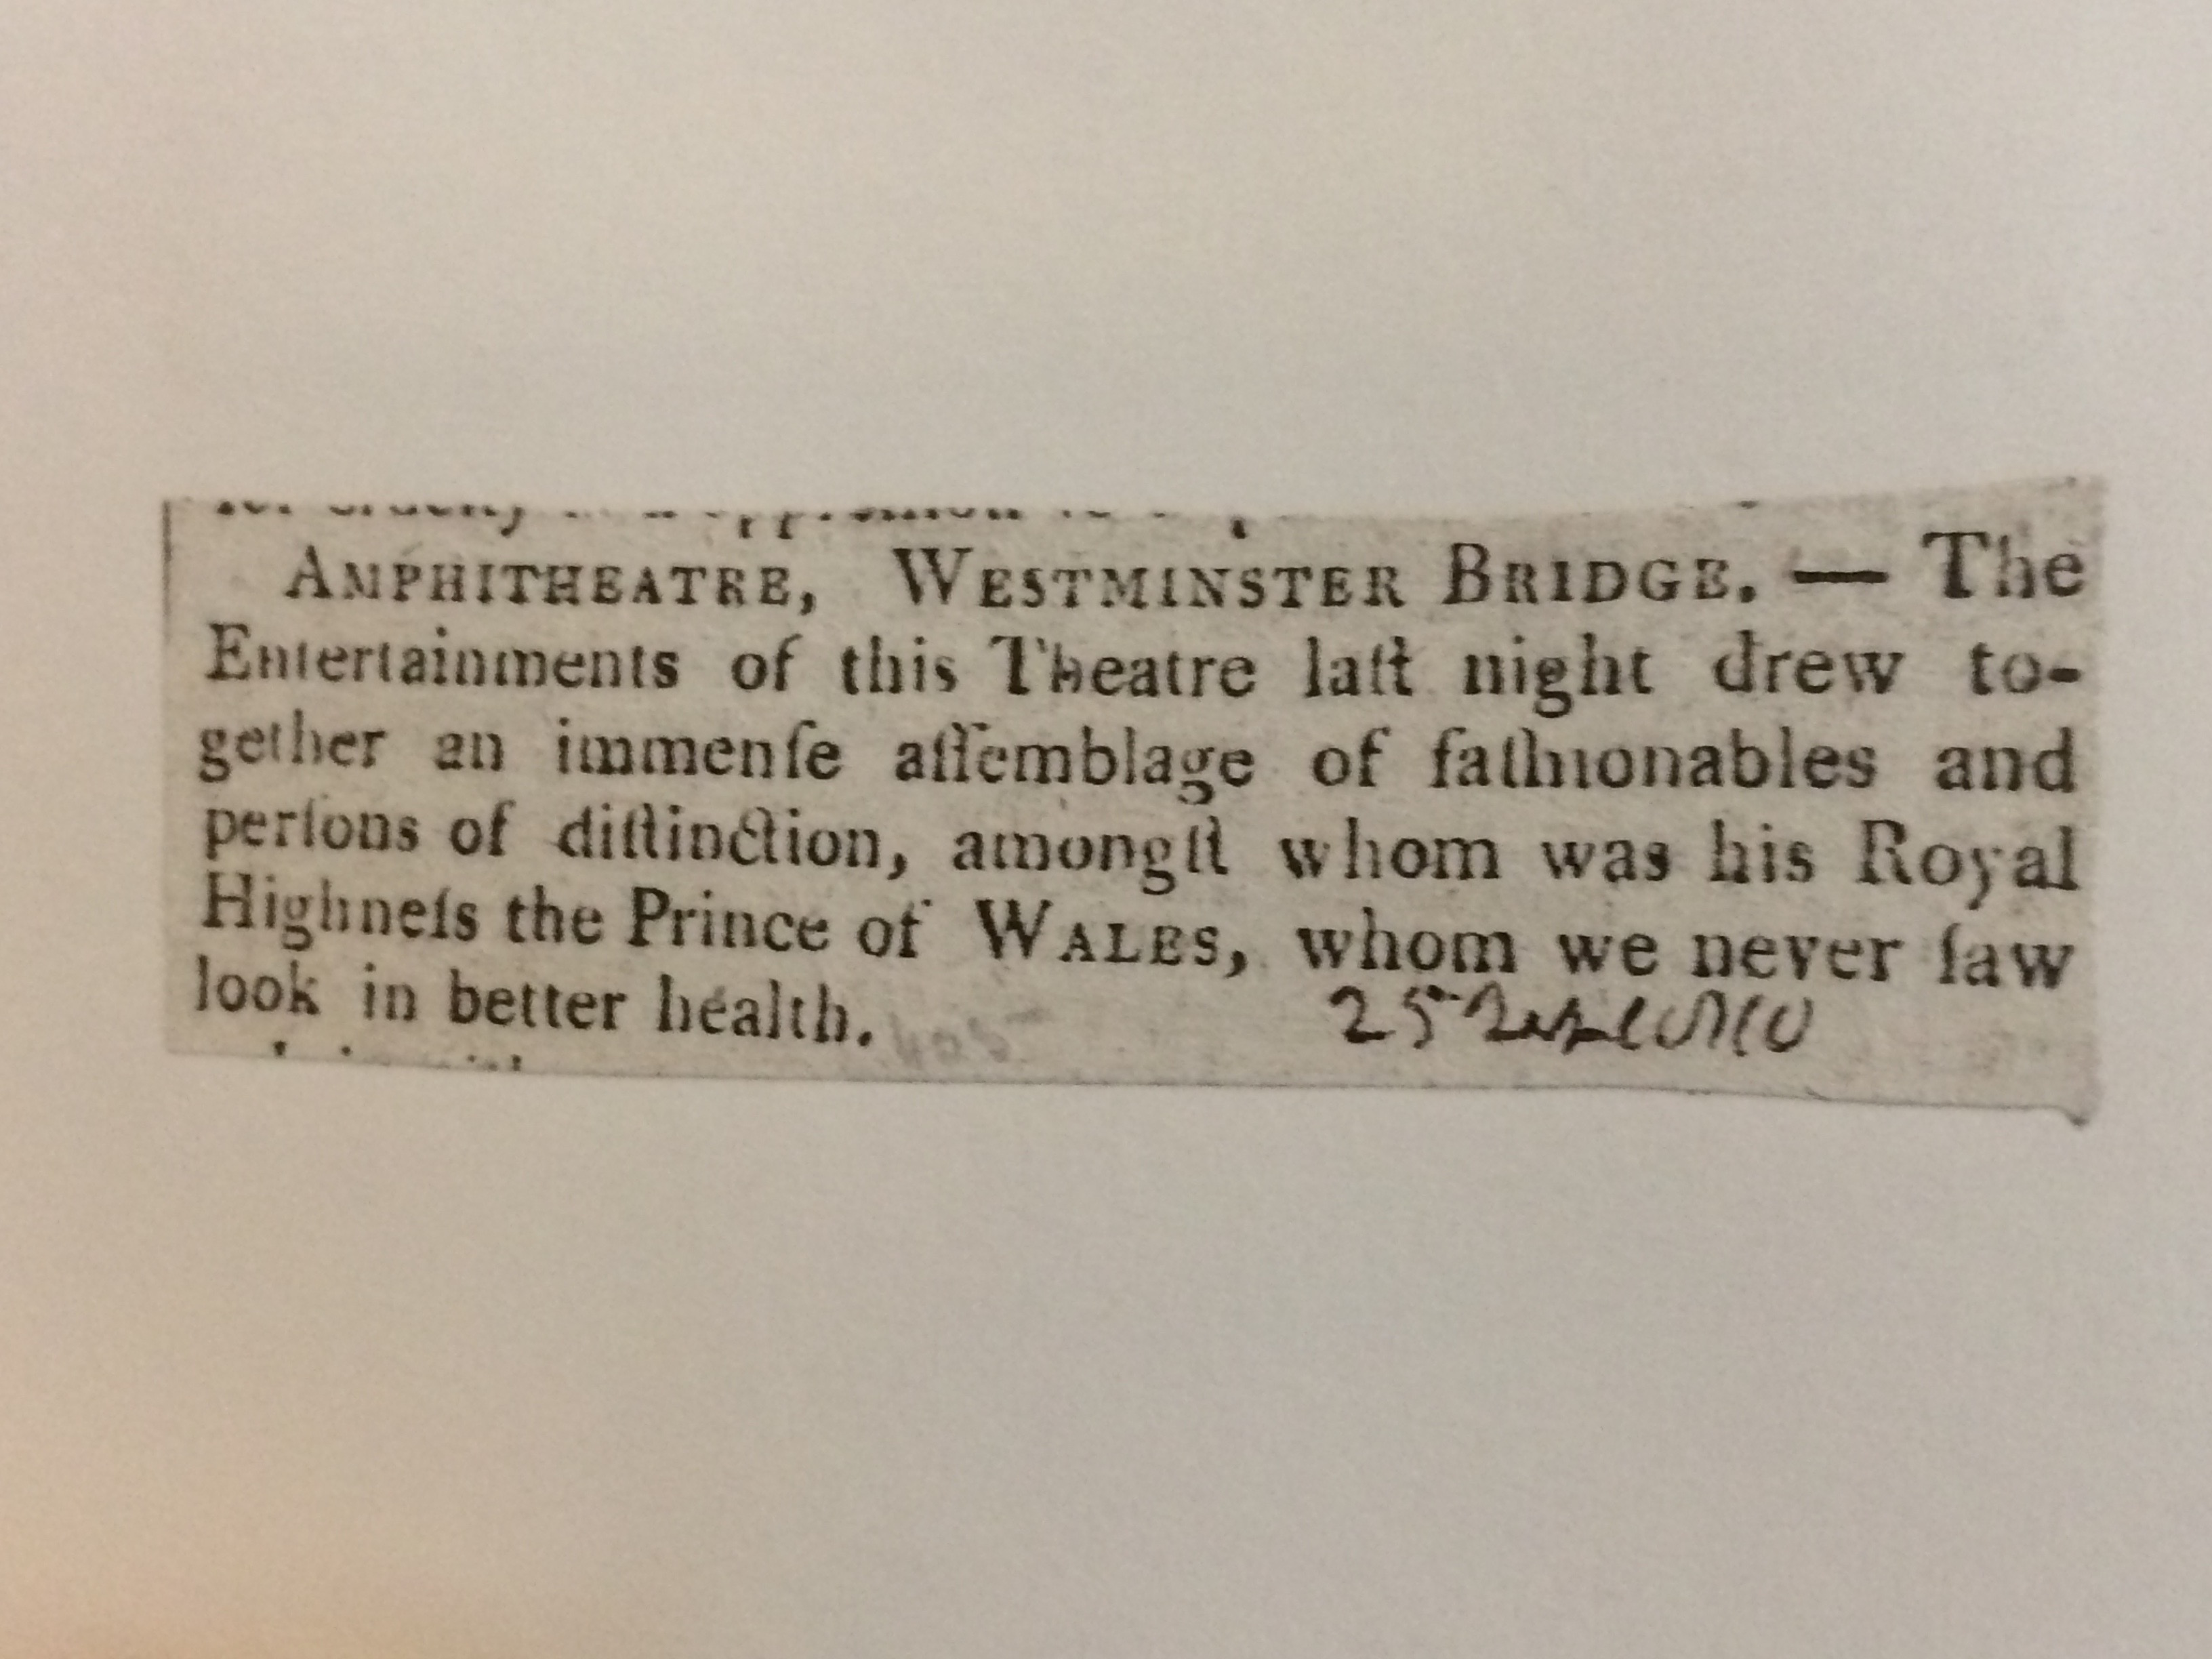 AMPHITHEATRE, WESTMINSTER BRIDGE. — The
Entertainments of this Theatre laſt night drew to-
gether an immenſe aſſemblage of faſhionables and
perſons of diſtinction, amongſt whom was his Royal
Highneſs the Prince of WALES, whom we never ſaw
look in better health.
25